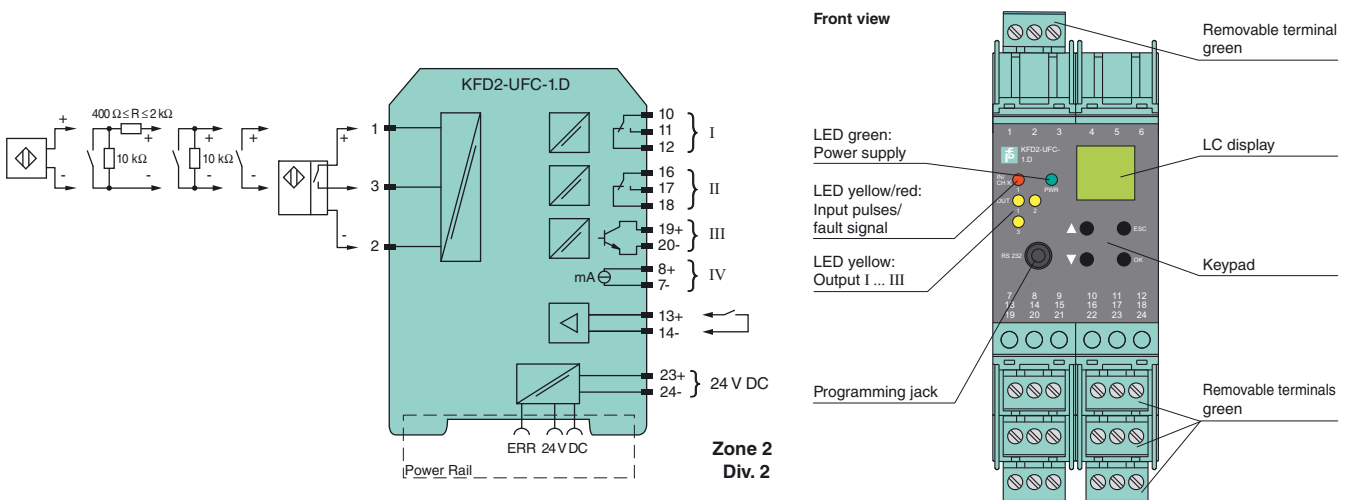 KFD2-UFC-1.D
400 Ω ≤ R ≤ 2 kΩ
+
-
10 kΩ
+
-
10 kΩ
+
-
+
-
+
-
1
3
2
10
11
12
I
16
17
18
II
19+
20-
III
mA
8+
7-
IV
13+
14-
23+
24-
24 V DC
ERR 24 V DC
Power Rail
Zone 2
Div. 2
Front view
Removable terminal
green
LED green:
Power supply
LC display
LED yellow/red:
Input pulses/
fault signal
LED yellow:
Output I ... III
Keypad
Programming jack
Removable terminals
green
1 2 3 4 5 6
KFD2-UFC-
1.D
IN/
CHK
1
PWR
OUT
1 2
3
ESC
OK
RS 232
7 8 9 10 11 12
13 14 15 16 17 18
19 20 21 22 23 24